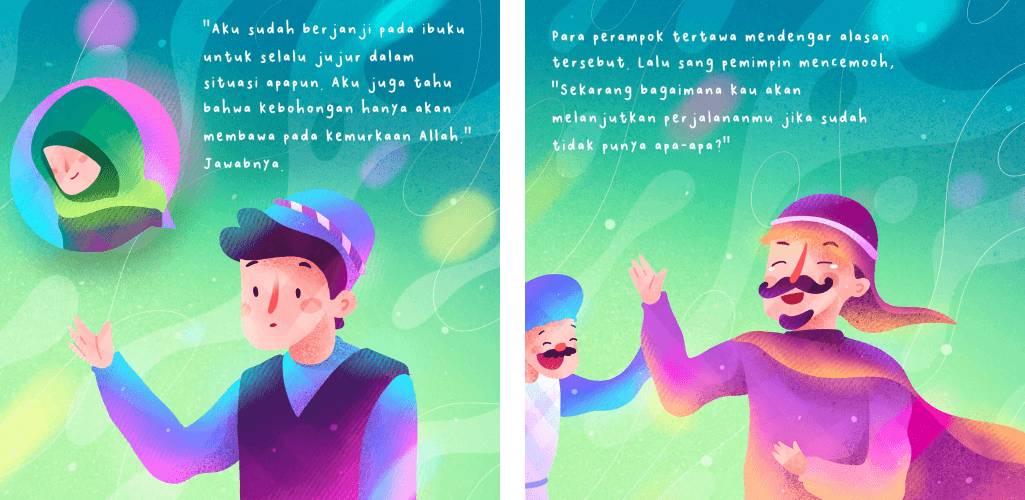 "Aku sudah berjanji pada ibuku
untuk selalu jujur dalam
situasi apapun. Aku juga tahu
bahwa kebohongan hanya akan
membawa pada kemurkaan Allah."
Jawabnya.
Para perampok tertawa mendengar alasan
tersebut. Lalu sang pemimpin mencemooh,
"Sekarang bagaimana kau akan
melanjutkan perjalananmu jika sudah
tidak punya apa-apa?"